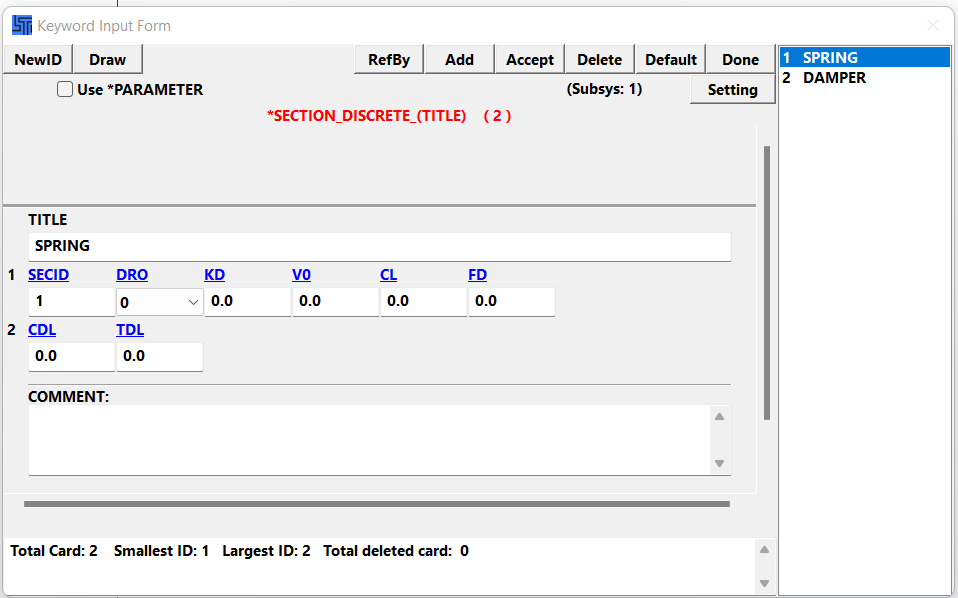 Keyword Input Form
NewID Draw RefBy Add Accept Delete Default Done
Use *PARAMETER (Subsys: 1) Setting
*SECTION_DISCRETE_(TITLE) ( 2 )
TITLE
SPRING
1 SECID DRO KD V0 CL FD
1 0 0.0 0.0 0.0 0.0
2 CDL TDL
0.0 0.0
COMMENT:
Total Card: 2 Smallest ID: 1 Largest ID: 2 Total deleted card: 0
1 SPRING
2 DAMPER